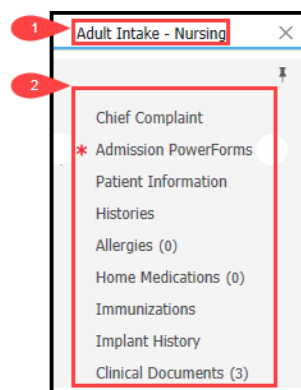 1
Adult Intake - Nursing
2
Chief Complaint
* Admission PowerForms
Patient Information
Histories
Allergies (0)
Home Medications (0)
Immunizations
Implant History
Clinical Documents (3)